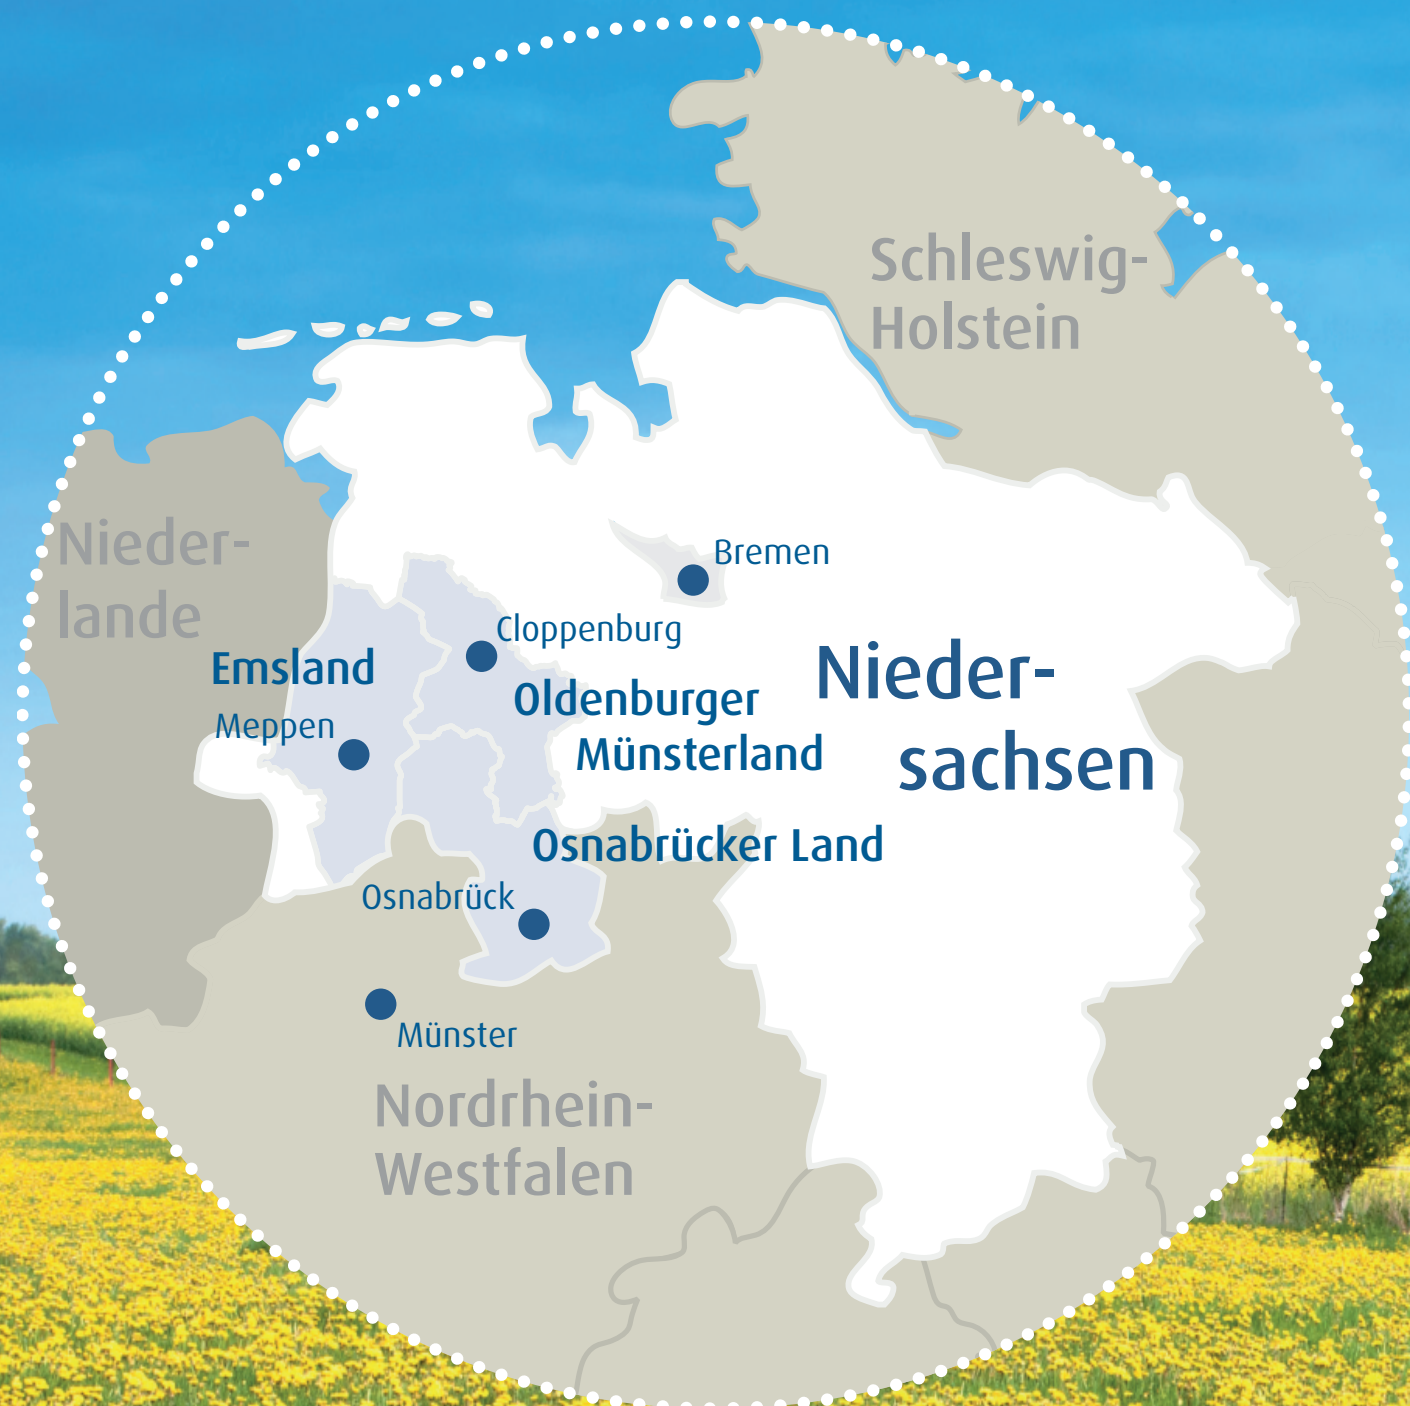 Schleswig-
Holstein
Nieder-
lande
Bremen
Cloppenburg
Emsland
Oldenburger
Münsterland
Meppen
Nieder-
sachsen
Osnabrücker Land
Osnabrück
Münster
Nordrhein-
Westfalen